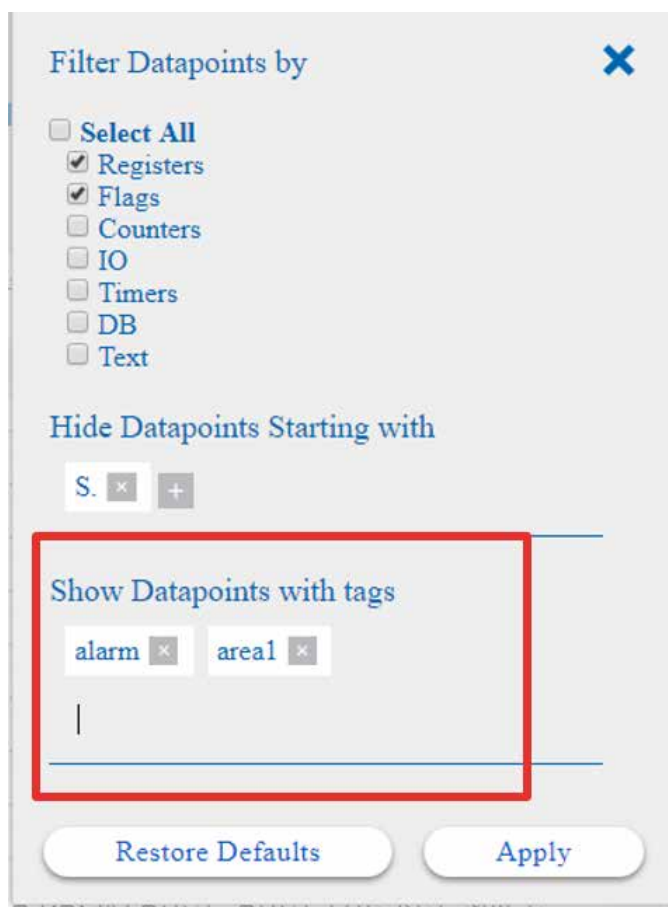 Filter Datapoints by
Select All
Registers
Flags
Counters
IO
Timers
DB
Text
Hide Datapoints Starting with
S. × +
Show Datapoints with tags
alarm × area1 ×
Restore Defaults Apply